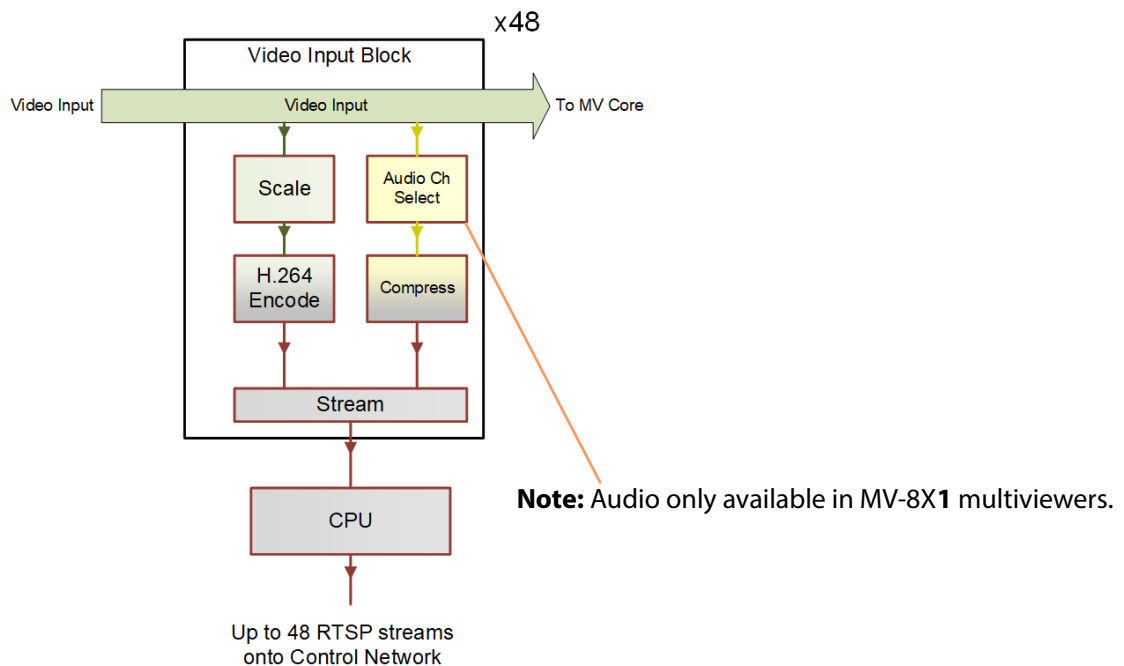 x48
Video Input Block
Video Input
Video Input
To MV Core
Scale
Audio Ch
Select
H.264
Encode
Compress
Stream
CPU
Note: Audio only available in MV-8X1 multiviewers.
Up to 48 RTSP streams
onto Control Network